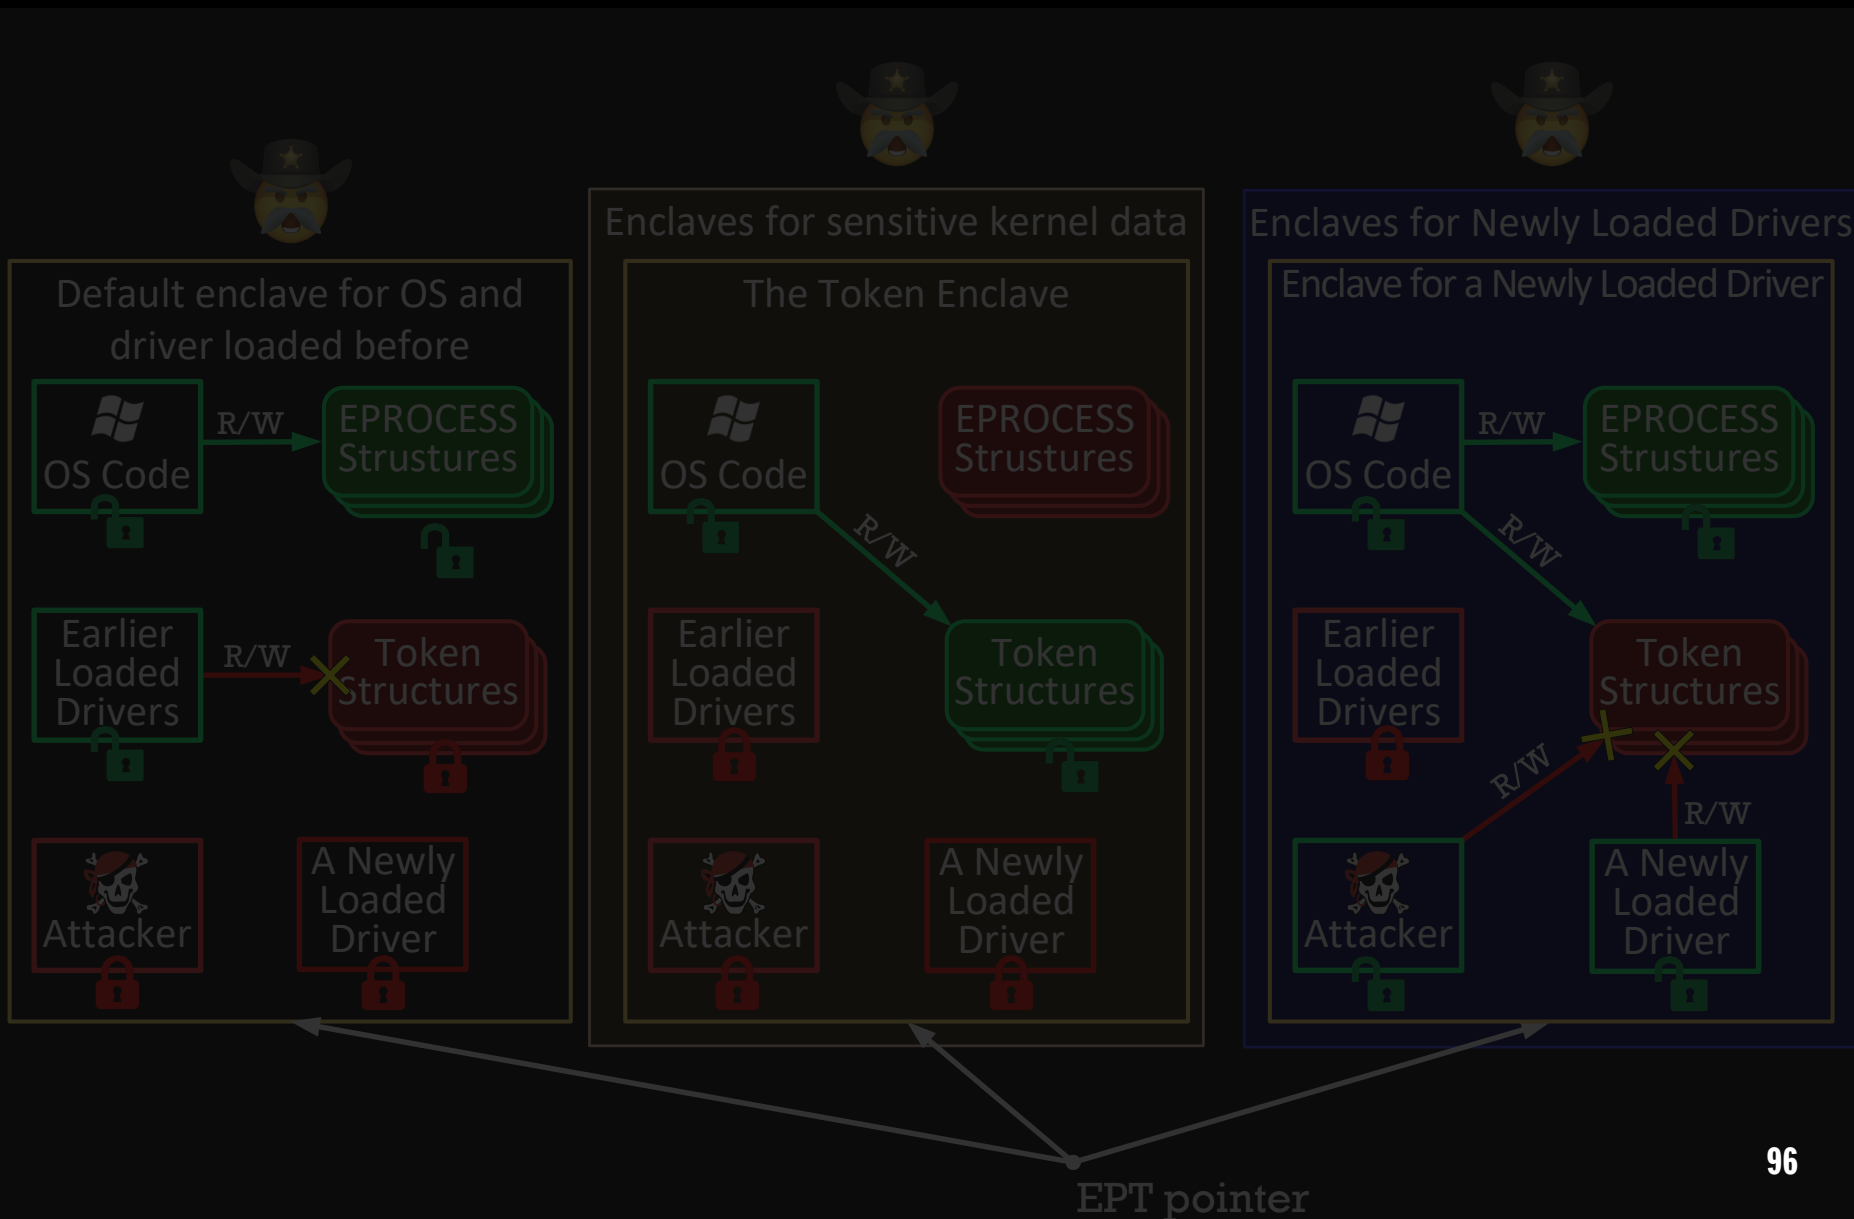 Default enclave for OS and
driver loaded before
OS Code
R/W
EPROCESS
Strustures
Earlier
Loaded
Drivers
R/W
Token
Structures
Attacker
A Newly
Loaded
Driver
Enclaves for sensitive kernel data
The Token Enclave
OS Code
EPROCESS
Strustures
R/W
Earlier
Loaded
Drivers
Token
Structures
Attacker
A Newly
Loaded
Driver
Enclaves for Newly Loaded Drivers
Enclave for a Newly Loaded Driver
OS Code
R/W
EPROCESS
Strustures
R/W
Earlier
Loaded
Drivers
Token
Structures
R/W
R/W
Attacker
A Newly
Loaded
Driver
EPT pointer
96